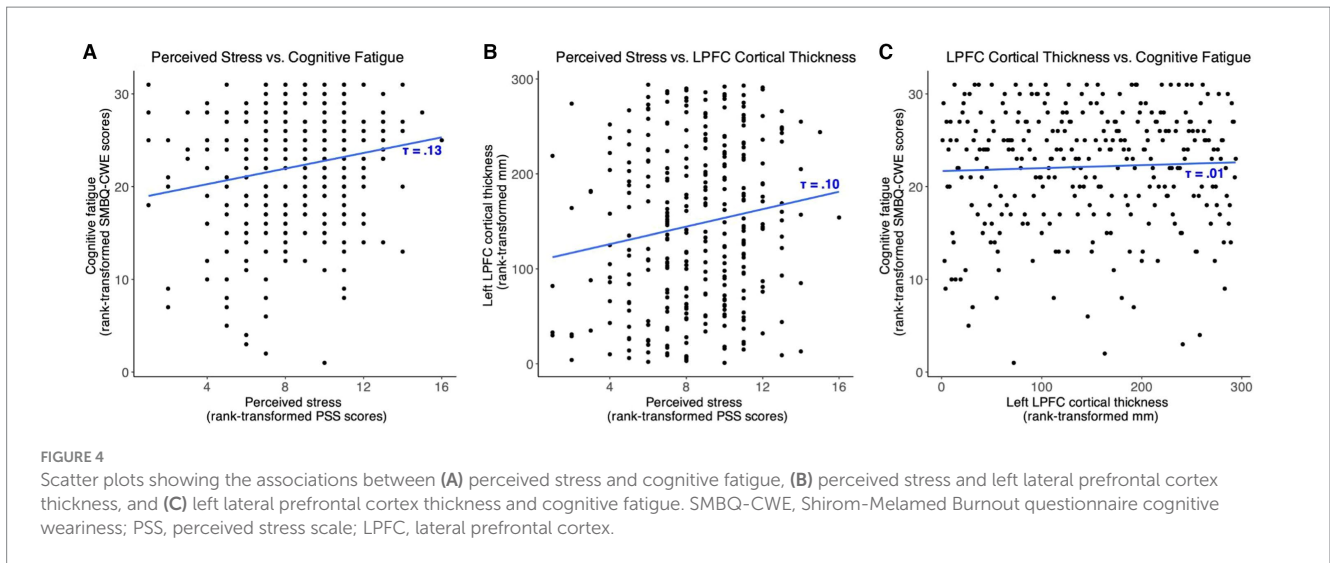 A
Perceived Stress vs. Cognitive Fatigue
Cognitive fatigue
(rank-transformed SMBQ-CWE scores)
30
20
10
0
4
8
12
16
τ = .13
Perceived stress
(rank-transformed PSS scores)
B
Perceived Stress vs. LPFC Cortical Thickness
Left LPFC cortical thickness
(rank-transformed mm)
300
200
100
0
4
8
12
16
τ = .10
Perceived stress
(rank-transformed PSS scores)
C
LPFC Cortical Thickness vs. Cognitive Fatigue
Cognitive fatigue
(rank-transformed SMBQ-CWE scores)
30
20
10
0
0
100
200
300
τ = .01
Left LPFC cortical thickness
(rank-transformed mm)
FIGURE 4
Scatter plots showing the associations between (A) perceived stress and cognitive fatigue, (B) perceived stress and left lateral prefrontal cortex
thickness, and (C) left lateral prefrontal cortex thickness and cognitive fatigue. SMBQ-CWE, Shirom-Melamed Burnout questionnaire cognitive
weariness; PSS, perceived stress scale; LPFC, lateral prefrontal cortex.